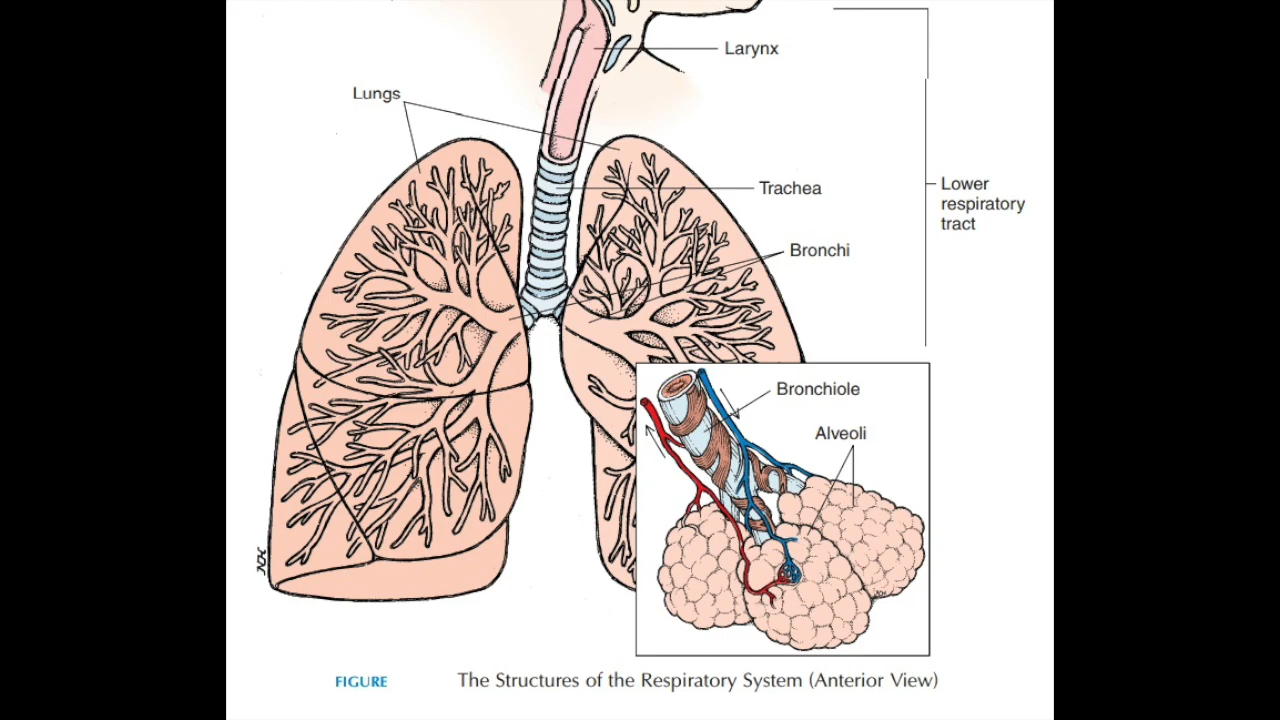 Larynx
Lungs
Trachea
Lower
respiratory
tract
Bronchi
Bronchiole
Alveoli
FIGURE The Structures of the Respiratory System (Anterior View)